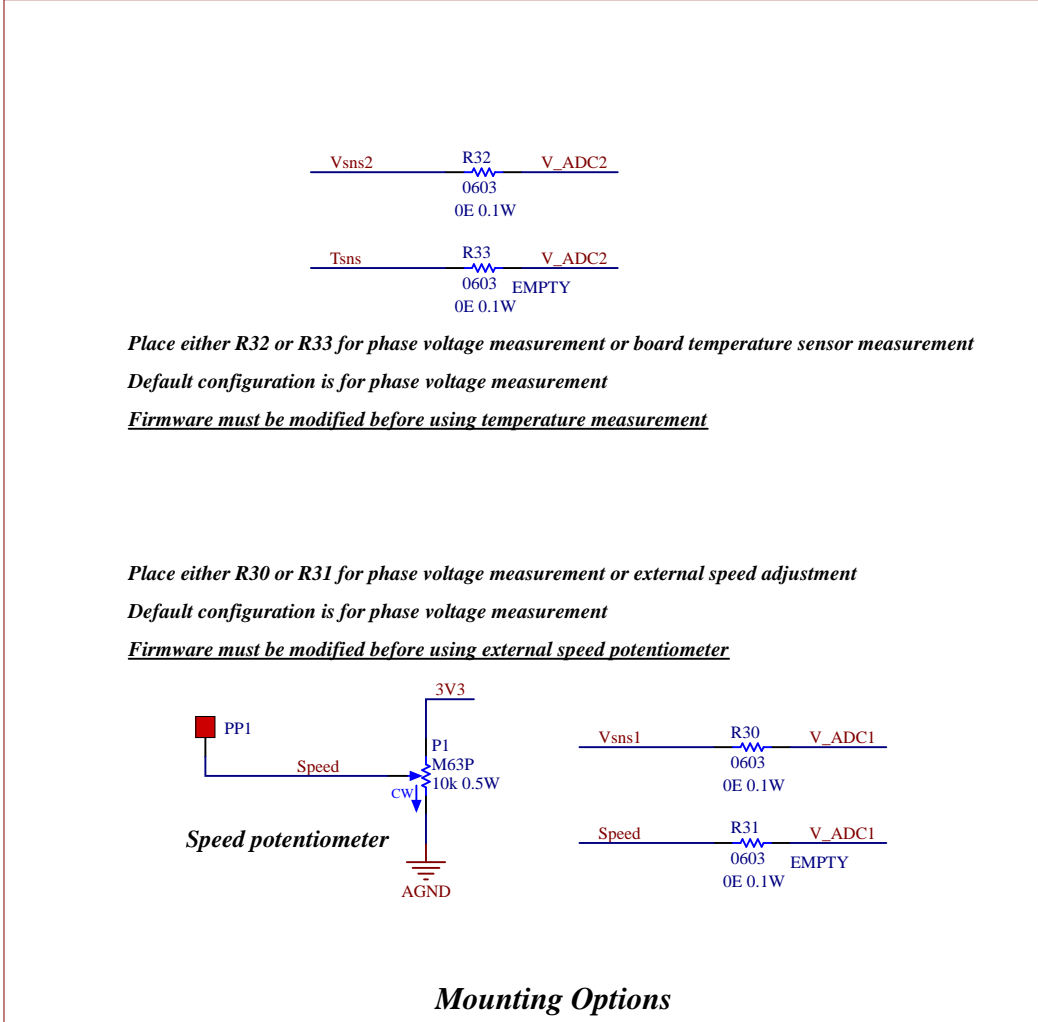 Vsns2 R32 V_ADC2
0603
0E 0.1W
Tsns R33 V_ADC2
0603 EMPTY
0E 0.1W
Place either R32 or R33 for phase voltage measurement or board temperature sensor measurement
Default configuration is for phase voltage measurement
Firmware must be modified before using temperature measurement
Place either R30 or R31 for phase voltage measurement or external speed adjustment
Default configuration is for phase voltage measurement
Firmware must be modified before using external speed potentiometer
3V3
PP1
P1
Speed M63P
10k 0.5W
CW
Speed potentiometer
AGND
Vsns1 R30 V_ADC1
0603
0E 0.1W
Speed R31 V_ADC1
0603 EMPTY
0E 0.1W
Mounting Options